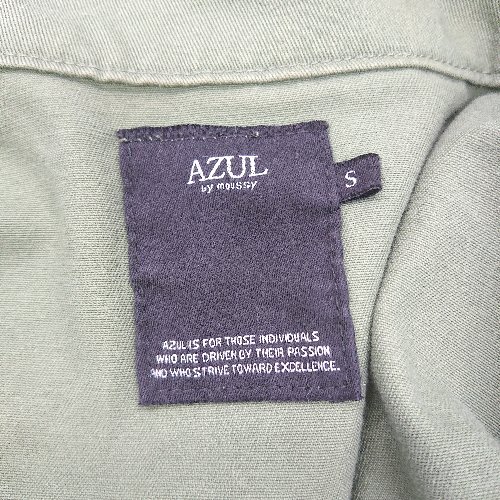 AZUL
by moussy
S
AZUL IS FOR THOSE INDIVIDUALS
WHO ARE DRIVEN BY THEIR PASSION
AND WHO STRIVE TOWARD EXCELLENCE.